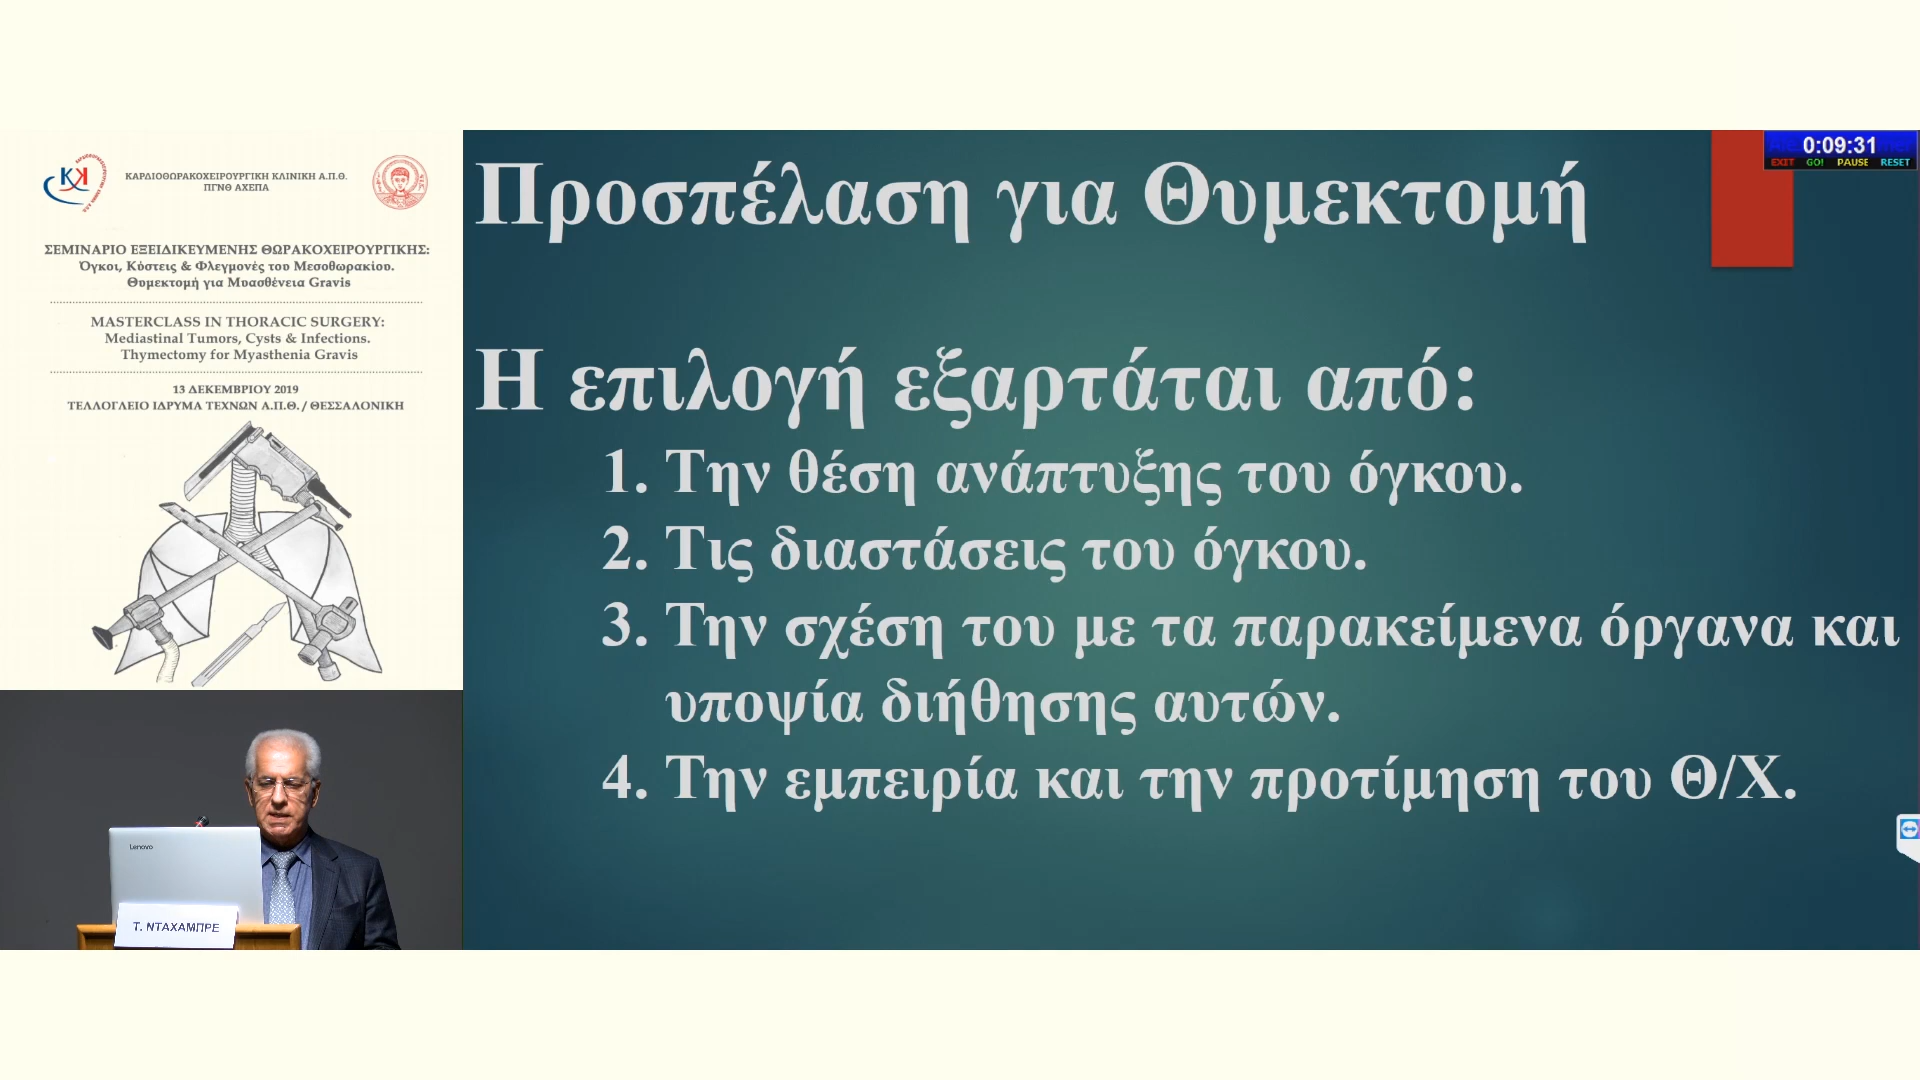 ΚΚ
ΚΑΡΔΙΟΘΩΡΑΚΟΧΕΙΡΟΥΡΓΙΚΗ ΚΛΙΝΙΚΗ Α.Π.Θ.
ΠΓΝΘ ΑΧΕΠΑ
ΣΕΜΙΝΑΡΙΟ ΕΞΕΙΔΙΚΕΥΜΕΝΗΣ ΘΩΡΑΚΟΧΕΙΡΟΥΡΓΙΚΗΣ:
Όγκοι, Κύστεις & Φλεγμονές του Μεσοθωρακίου.
Θυμεκτομή για Μυασθένεια Gravis
MASTERCLASS IN THORACIC SURGERY:
Mediastinal Tumors, Cysts & Infections.
Thymectomy for Myasthenia Gravis
13 ΔΕΚΕΜΒΡΙΟΥ 2019
ΤΕΛΛΟΓΛΕΙΟ ΙΔΡΥΜΑ ΤΕΧΝΩΝ Α.Π.Θ. / ΘΕΣΣΑΛΟΝΙΚΗ
Lenovo
Τ. ΝΤΑΧΑΜΠΡΕ
0:09:31
EXIT GO! PAUSE RESET
Προσπέλαση για Θυμεκτομή
Η επιλογή εξαρτάται από:
1. Την θέση ανάπτυξης του όγκου.
2. Τις διαστάσεις του όγκου.
3. Την σχέση του με τα παρακείμενα όργανα και
υποψία διήθησης αυτών.
4. Την εμπειρία και την προτίμηση του Θ/Χ.